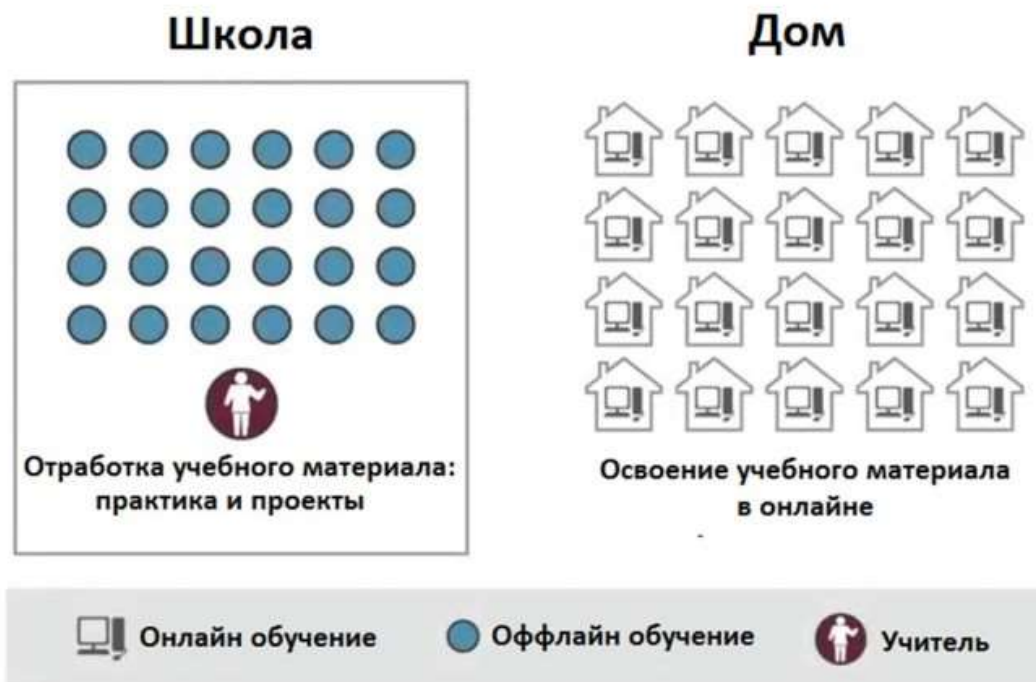 Школа
Дом
Отработка учебного материала:
практика и проекты
Освоение учебного материала
в онлайне
Онлайн обучение
Оффлайн обучение
Учитель